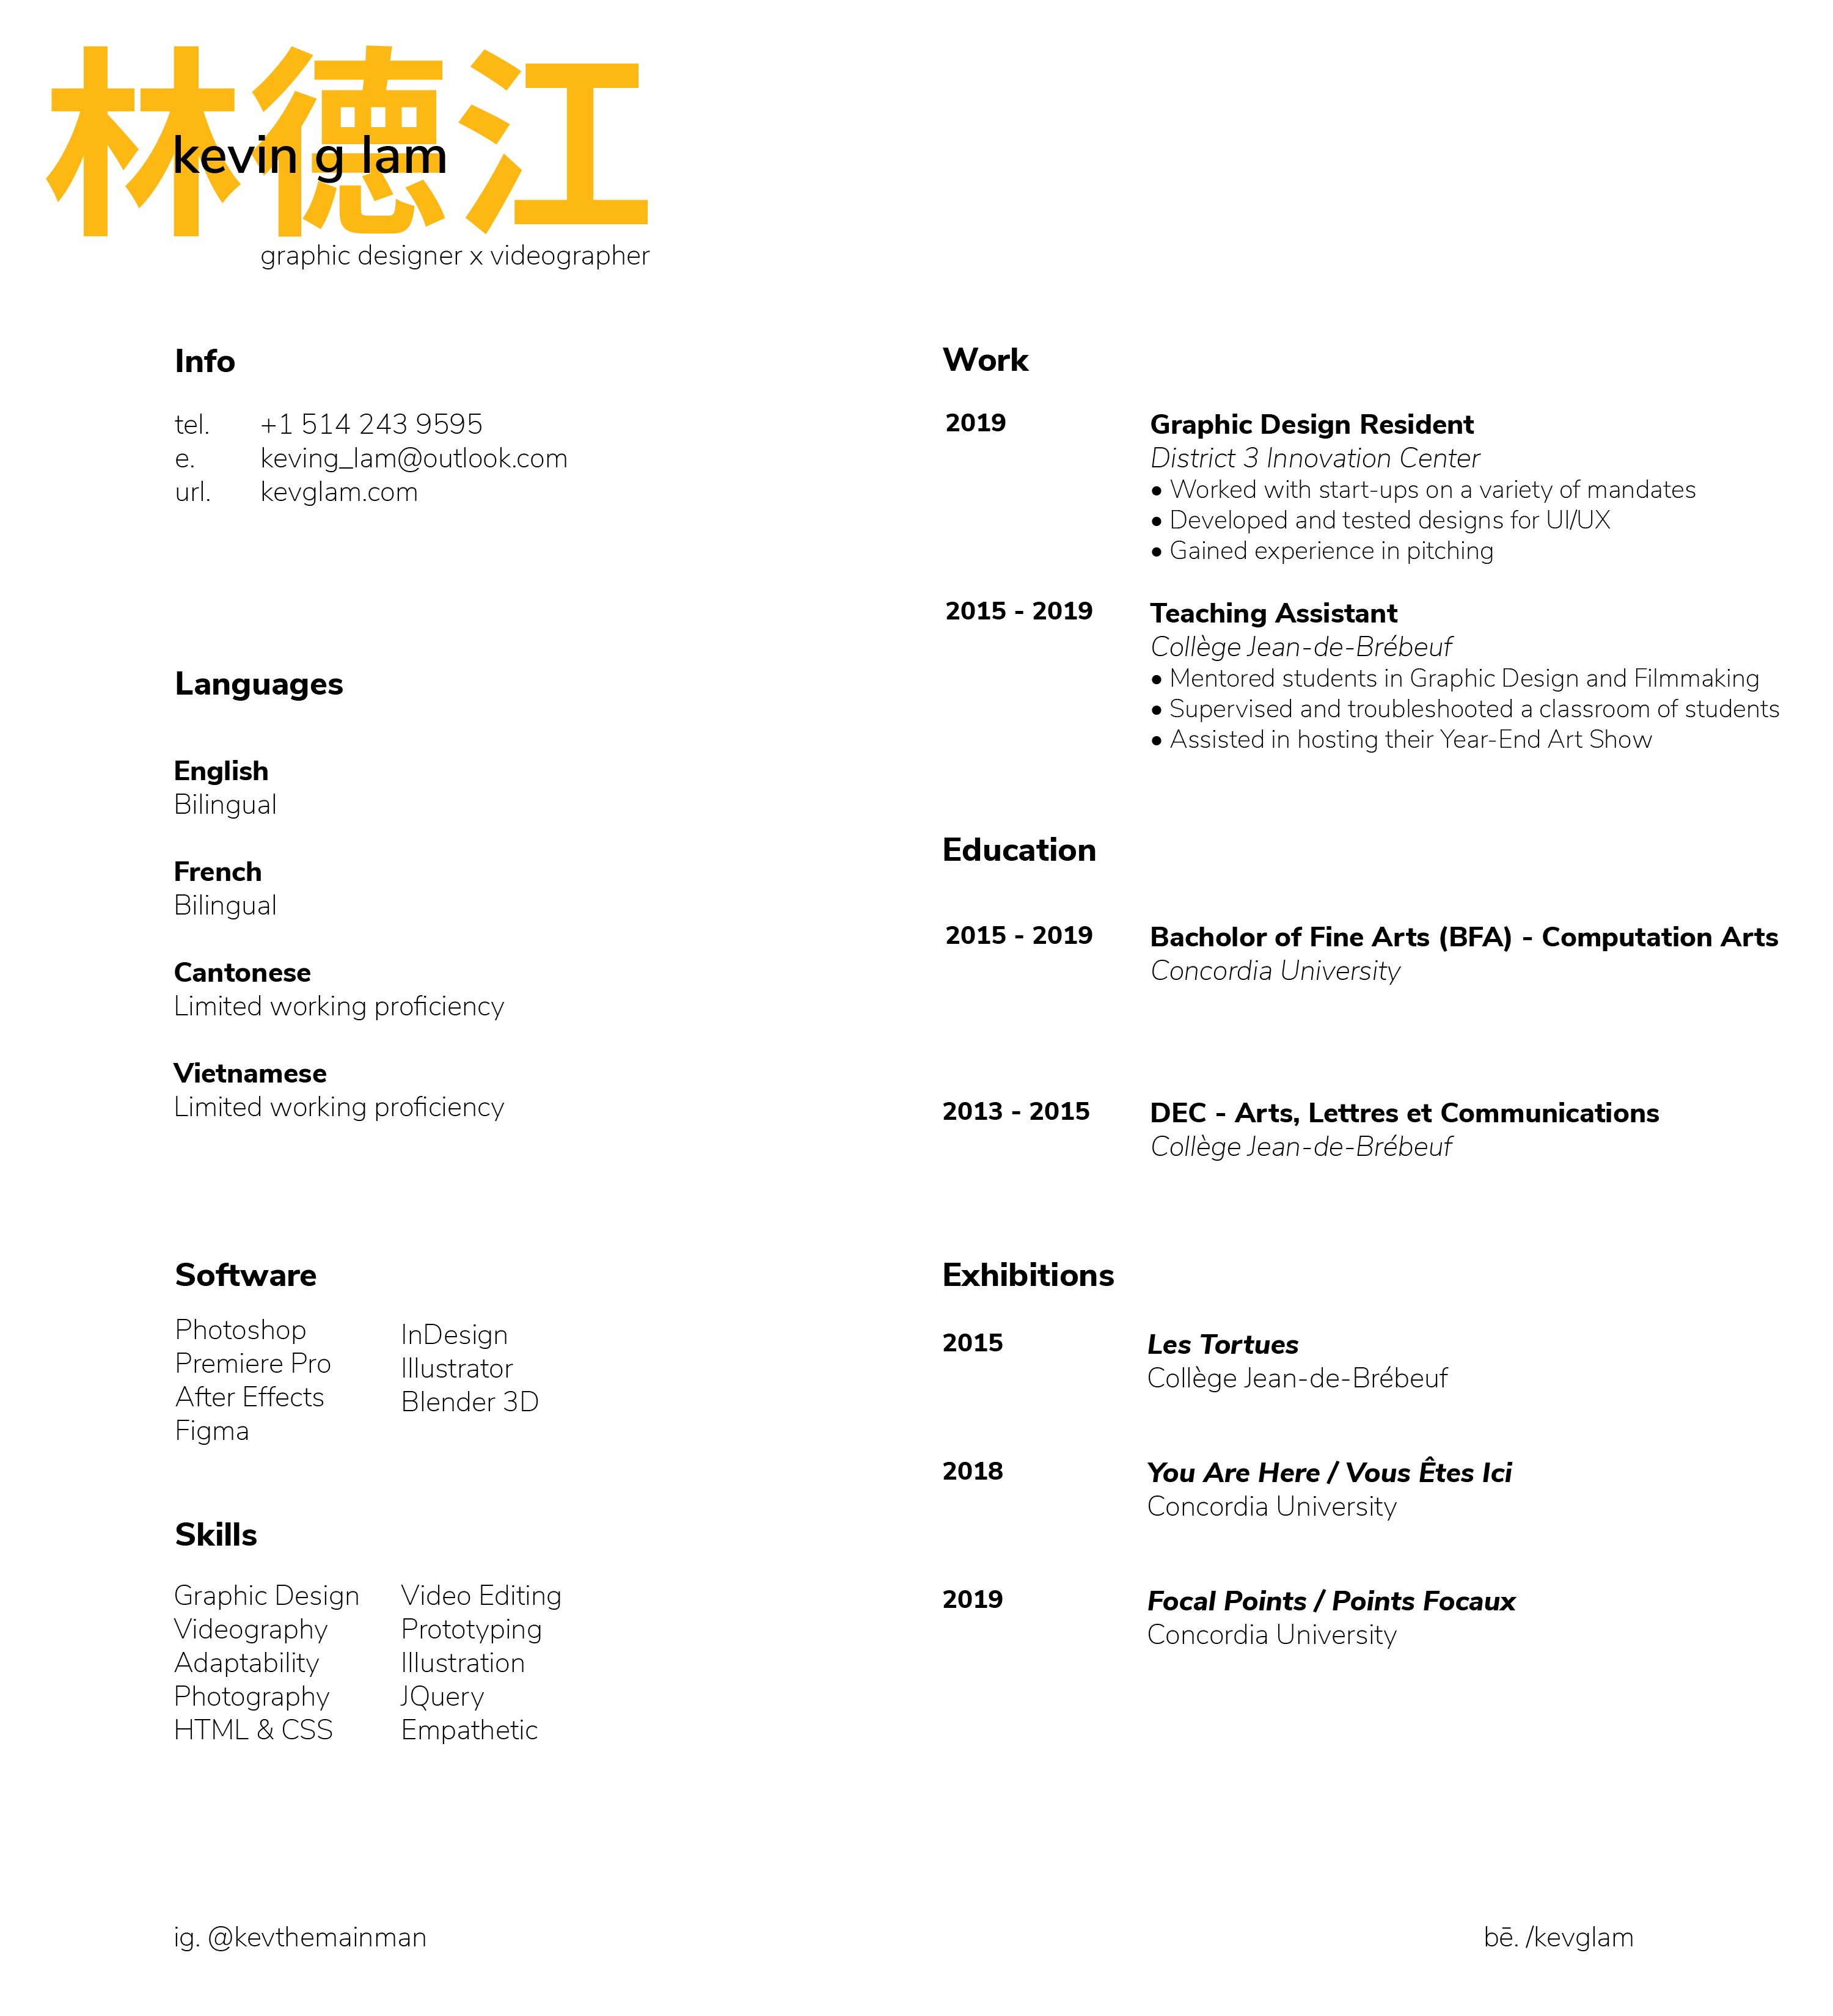 林德江
kevin g lam
graphic designer x videographer
Info
tel. +1 514 243 9595
e. keving_lam@outlook.com
url. kevglam.com
Languages
English
Bilingual
French
Bilingual
Cantonese
Limited working proficiency
Vietnamese
Limited working proficiency
Software
Photoshop
Premiere Pro
After Effects
Figma
InDesign
Illustrator
Blender 3D
Skills
Graphic Design
Videography
Adaptability
Photography
HTML & CSS
Video Editing
Prototyping
Illustration
JQuery
Empathetic
Work
2019 Graphic Design Resident
District 3 Innovation Center
• Worked with start-ups on a variety of mandates
• Developed and tested designs for UI/UX
• Gained experience in pitching
2015 - 2019 Teaching Assistant
Collège Jean-de-Brébeuf
• Mentored students in Graphic Design and Filmmaking
• Supervised and troubleshooted a classroom of students
• Assisted in hosting their Year-End Art Show
Education
2015 - 2019 Bacholor of Fine Arts (BFA) - Computation Arts
Concordia University
2013 - 2015 DEC - Arts, Lettres et Communications
Collège Jean-de-Brébeuf
Exhibitions
2015 Les Tortues
Collège Jean-de-Brébeuf
2018 You Are Here / Vous Êtes Ici
Concordia University
2019 Focal Points / Points Focaux
Concordia University
ig. @kevthemainman
bē. /kevglam